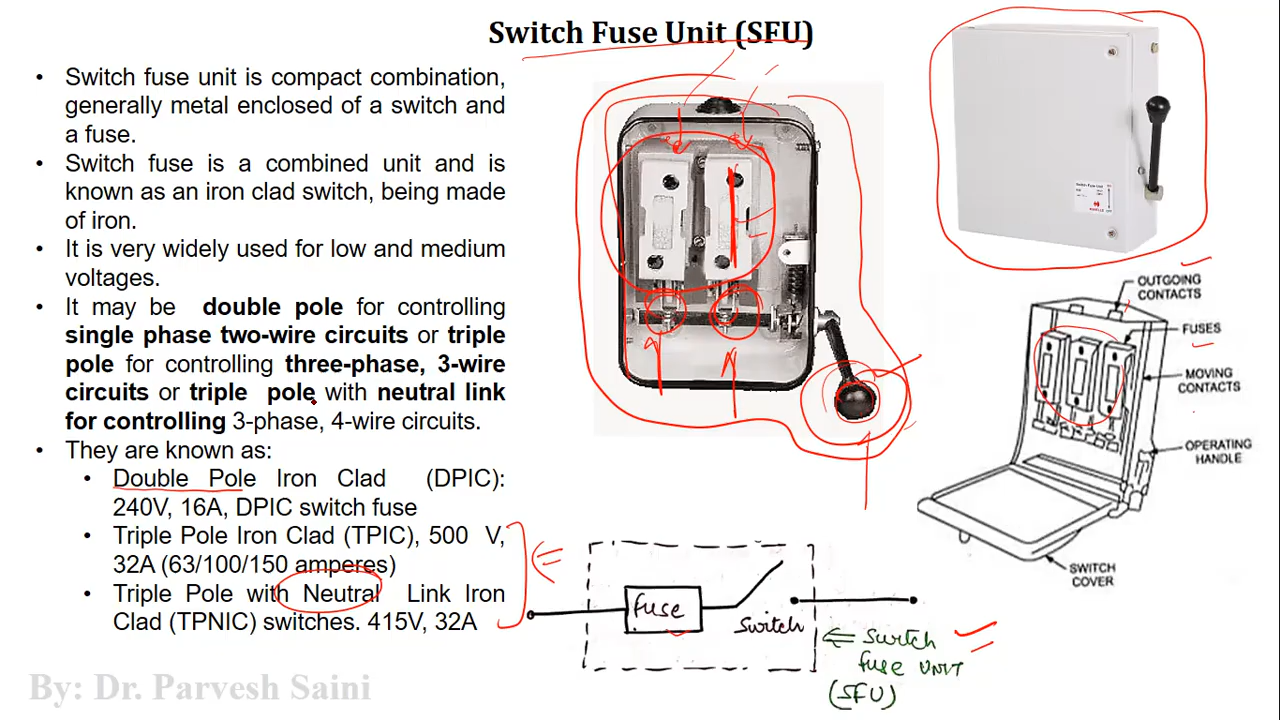 Switch Fuse Unit (SFU)
• Switch fuse unit is compact combination,
generally metal enclosed of a switch and
a fuse.
• Switch fuse is a combined unit and is
known as an iron clad switch, being made
of iron.
• It is very widely used for low and medium
voltages.
• It may be double pole for controlling
single phase two-wire circuits or triple
pole for controlling three-phase, 3-wire
circuits or triple pole with neutral link
for controlling 3-phase, 4-wire circuits.
• They are known as:
• Double Pole Iron Clad (DPIC):
240V, 16A, DPIC switch fuse
• Triple Pole Iron Clad (TPIC), 500 V,
32A (63/100/150 amperes)
• Triple Pole with Neutral Link Iron
Clad (TPNIC) switches. 415V, 32A
By: Dr. Parvesh Saini
Switch Fuse Unit
OUTGOING
CONTACTS
FUSES
MOVING
CONTACTS
OPERATING
HANDLE
SWITCH
COVER
fuse
Switch
⇐ Switch
fuse UNIT
(SFU)